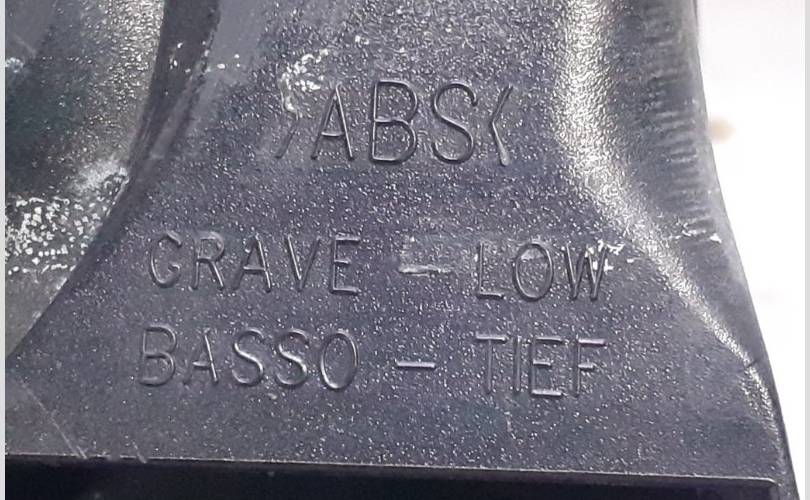 >ABS<
GRAVE - LOW
BASSO - TIEF